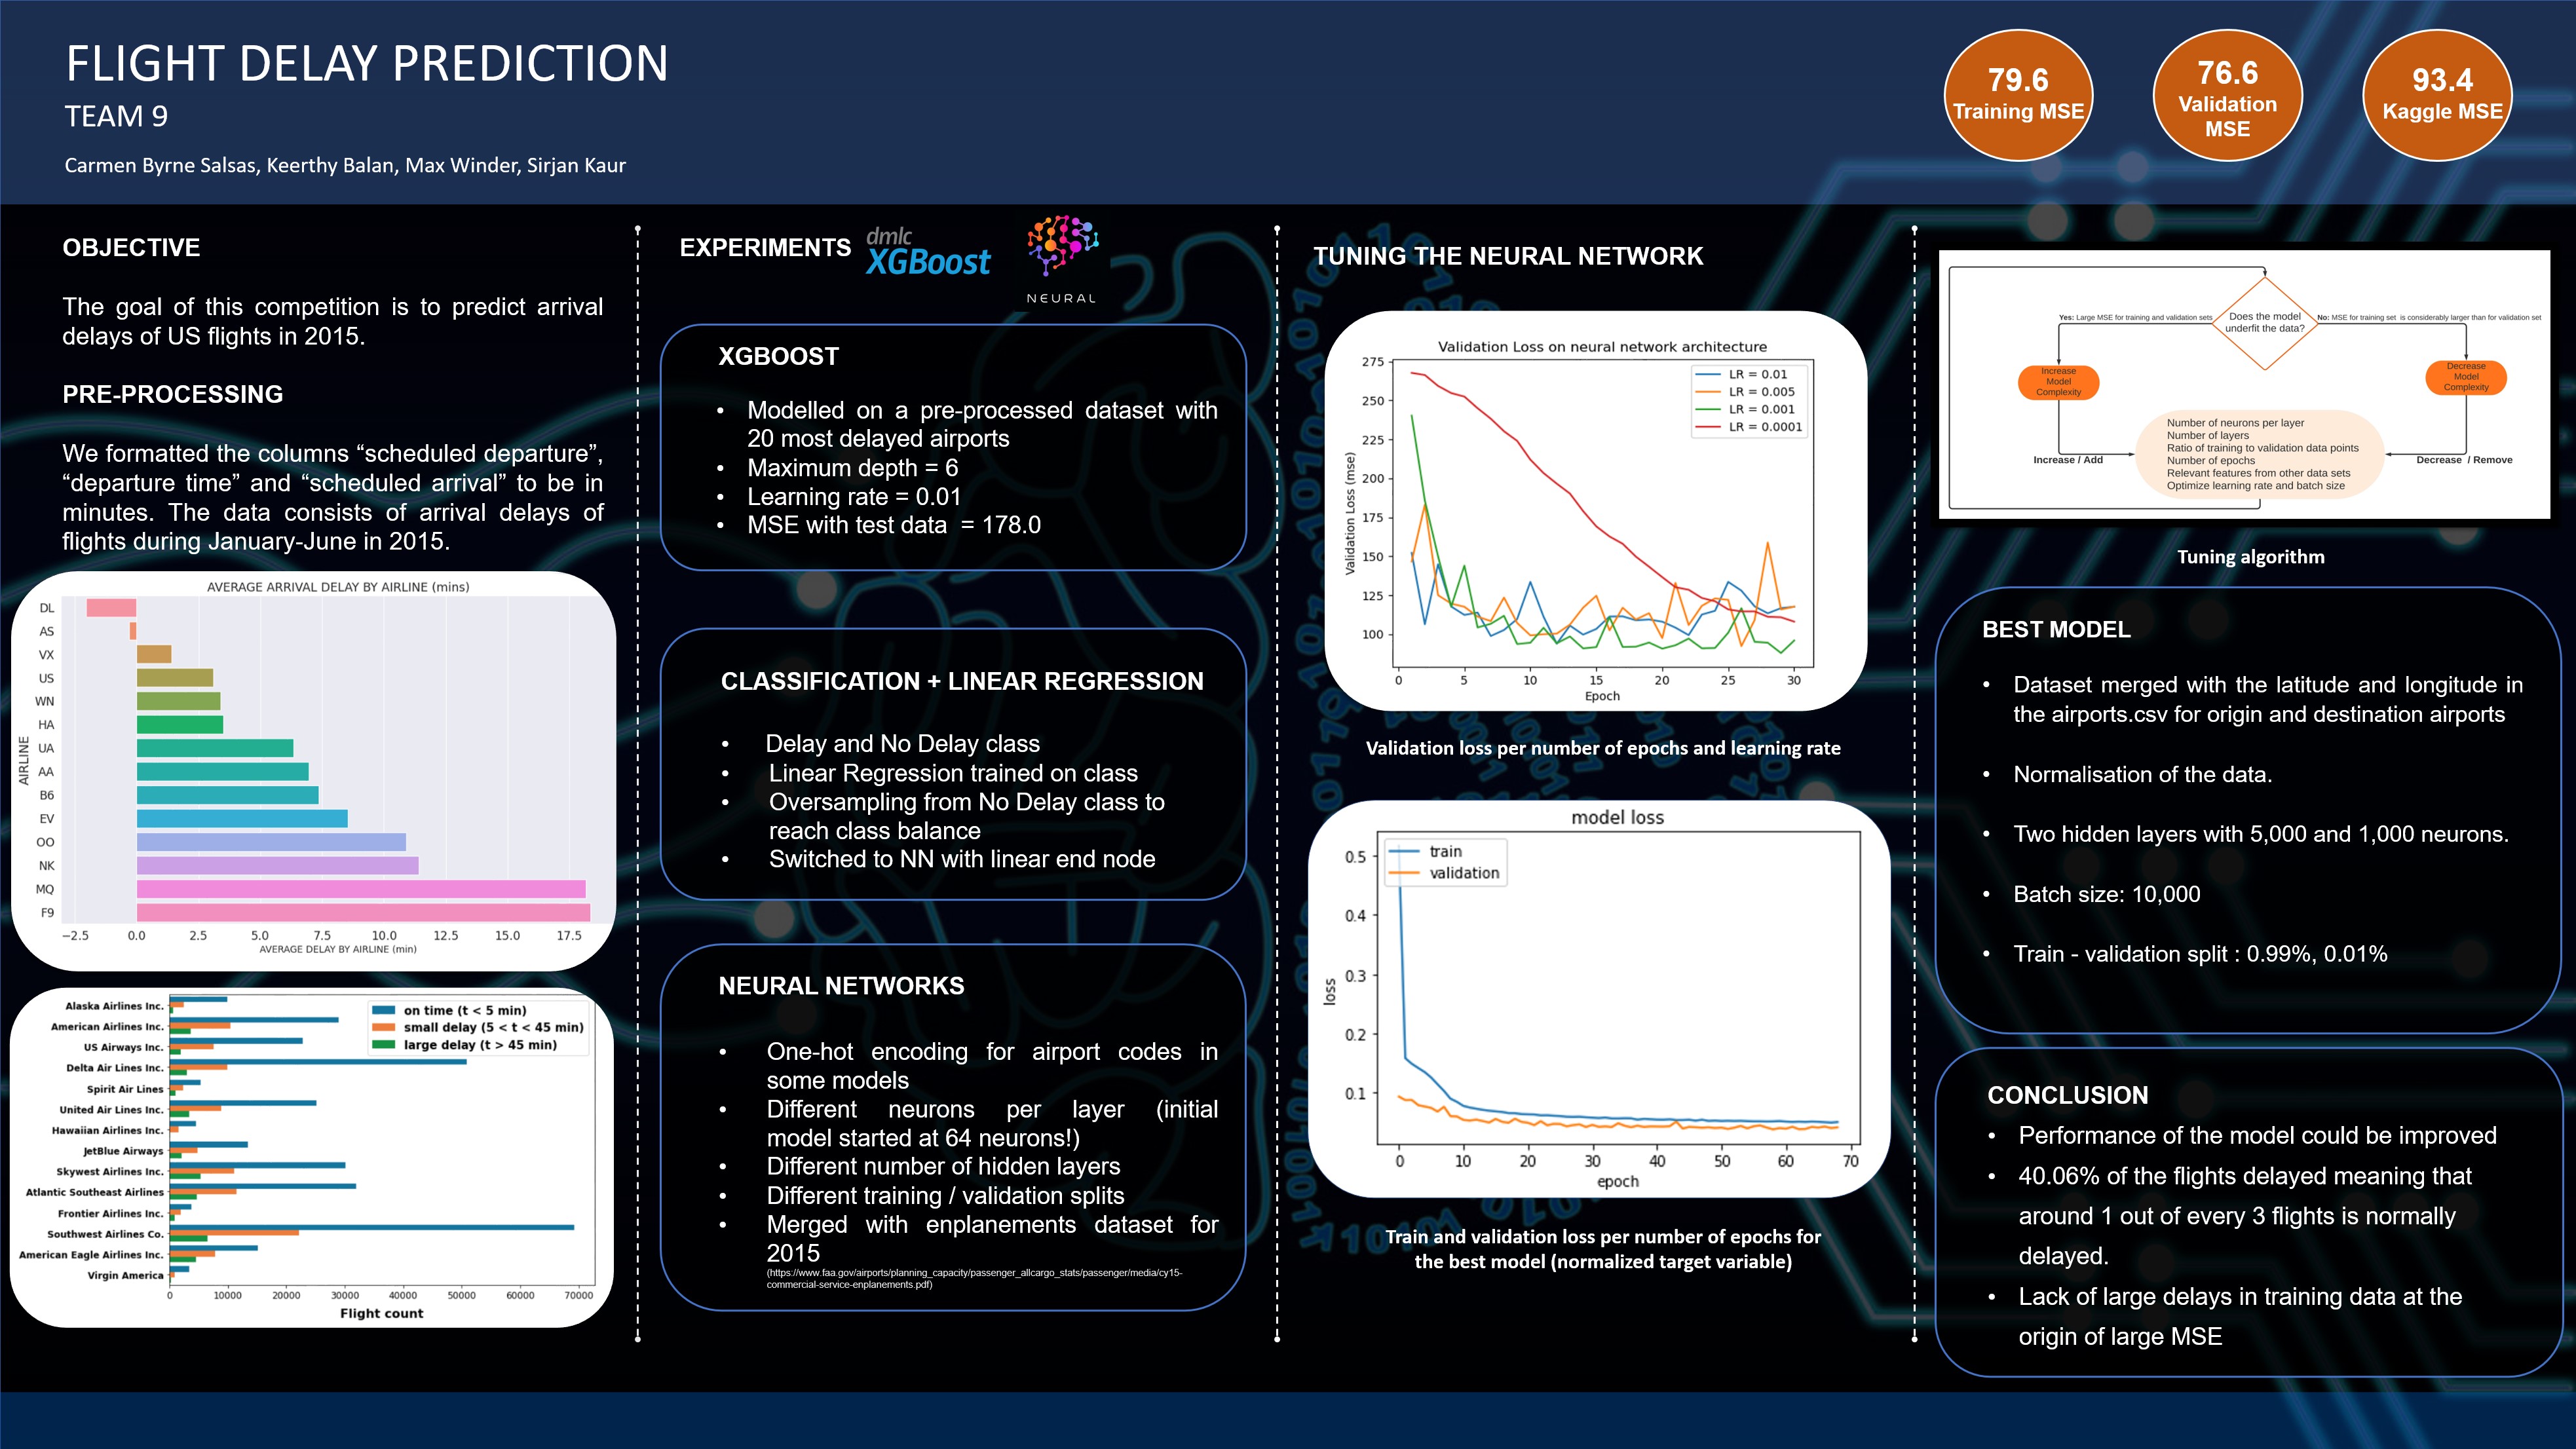 FLIGHT DELAY PREDICTION
TEAM 9
Carmen Byrne Salsas, Keerthy Balan, Max Winder, Sirjan Kaur
79.6
Training MSE
76.6
Validation
MSE
93.4
Kaggle MSE
OBJECTIVE
The goal of this competition is to predict arrival
delays of US flights in 2015.
PRE-PROCESSING
We formatted the columns “scheduled departure”,
“departure time” and “scheduled arrival” to be in
minutes. The data consists of arrival delays of
flights during January-June in 2015.
AVERAGE ARRIVAL DELAY BY AIRLINE (mins)
AIRLINE
DL
AS
VX
US
WN
HA
UA
AA
B6
EV
OO
NK
MQ
F9
−2.5 0.0 2.5 5.0 7.5 10.0 12.5 15.0 17.5
AVERAGE DELAY BY AIRLINE (min)
on time (t < 5 min)
small delay (5 < t < 45 min)
large delay (t > 45 min)
Alaska Airlines Inc.
American Airlines Inc.
US Airways Inc.
Delta Air Lines Inc.
Spirit Air Lines
United Air Lines Inc.
Hawaiian Airlines Inc.
JetBlue Airways
Skywest Airlines Inc.
Atlantic Southeast Airlines
Frontier Airlines Inc.
Southwest Airlines Co.
American Eagle Airlines Inc.
Virgin America
0 10000 20000 30000 40000 50000 60000 70000
Flight count
EXPERIMENTS
dmlc
XGBoost
NEURAL
XGBOOST
• Modelled on a pre-processed dataset with
20 most delayed airports
• Maximum depth = 6
• Learning rate = 0.01
• MSE with test data = 178.0
CLASSIFICATION + LINEAR REGRESSION
• Delay and No Delay class
• Linear Regression trained on class
• Oversampling from No Delay class to
reach class balance
• Switched to NN with linear end node
NEURAL NETWORKS
• One-hot encoding for airport codes in
some models
• Different neurons per layer (initial
model started at 64 neurons!)
• Different number of hidden layers
• Different training / validation splits
• Merged with enplanements dataset for
2015
(https://www.faa.gov/airports/planning_capacity/passenger_allcargo_stats/passenger/media/cy15-
commercial-service-enplanements.pdf)
TUNING THE NEURAL NETWORK
Validation Loss on neural network architecture
LR = 0.01
LR = 0.005
LR = 0.001
LR = 0.0001
Validation Loss (mse)
275
250
225
200
175
150
125
100
0 5 10 15 20 25 30
Epoch
Validation loss per number of epochs and learning rate
model loss
train
validation
loss
0.5
0.4
0.3
0.2
0.1
0 10 20 30 40 50 60 70
epoch
Train and validation loss per number of epochs for
the best model (normalized target variable)
Does the model
underfit the data?
Yes: Large MSE for training and validation sets
No: MSE for training set is considerably larger than for validation set
Increase
Model
Complexity
Decrease
Model
Complexity
Number of neurons per layer
Number of layers
Ratio of training to validation data points
Number of epochs
Relevant features from other data sets
Optimize learning rate and batch size
Increase / Add
Decrease / Remove
Tuning algorithm
BEST MODEL
• Dataset merged with the latitude and longitude in
the airports.csv for origin and destination airports
• Normalisation of the data.
• Two hidden layers with 5,000 and 1,000 neurons.
• Batch size: 10,000
• Train - validation split : 0.99%, 0.01%
CONCLUSION
• Performance of the model could be improved
• 40.06% of the flights delayed meaning that
around 1 out of every 3 flights is normally
delayed.
• Lack of large delays in training data at the
origin of large MSE